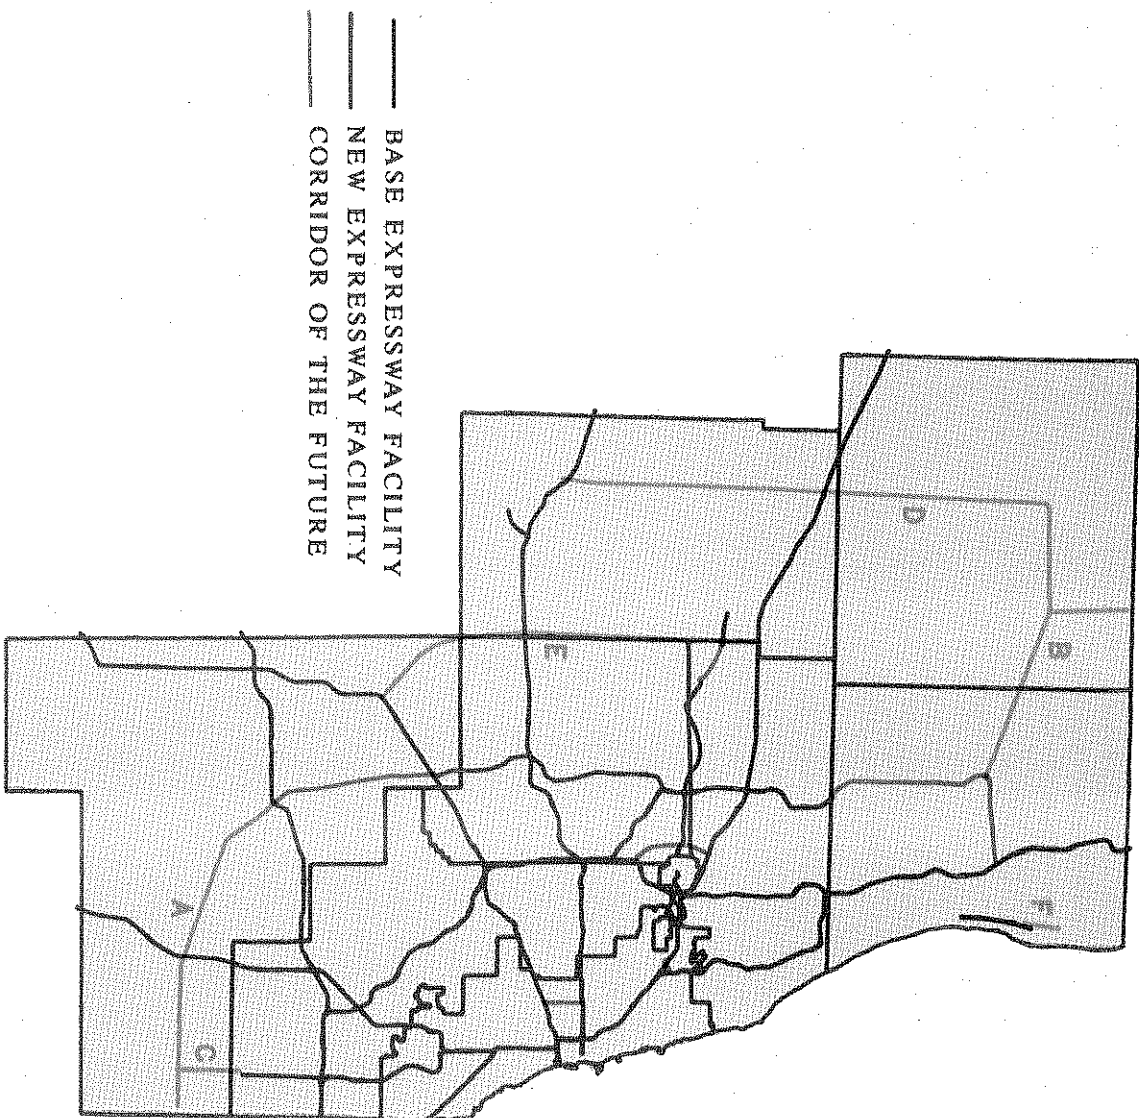 BASE EXPRESSWAY FACILITY
NEW EXPRESSWAY FACILITY
CORRIDOR OF THE FUTURE
F
B
D
E
A
C